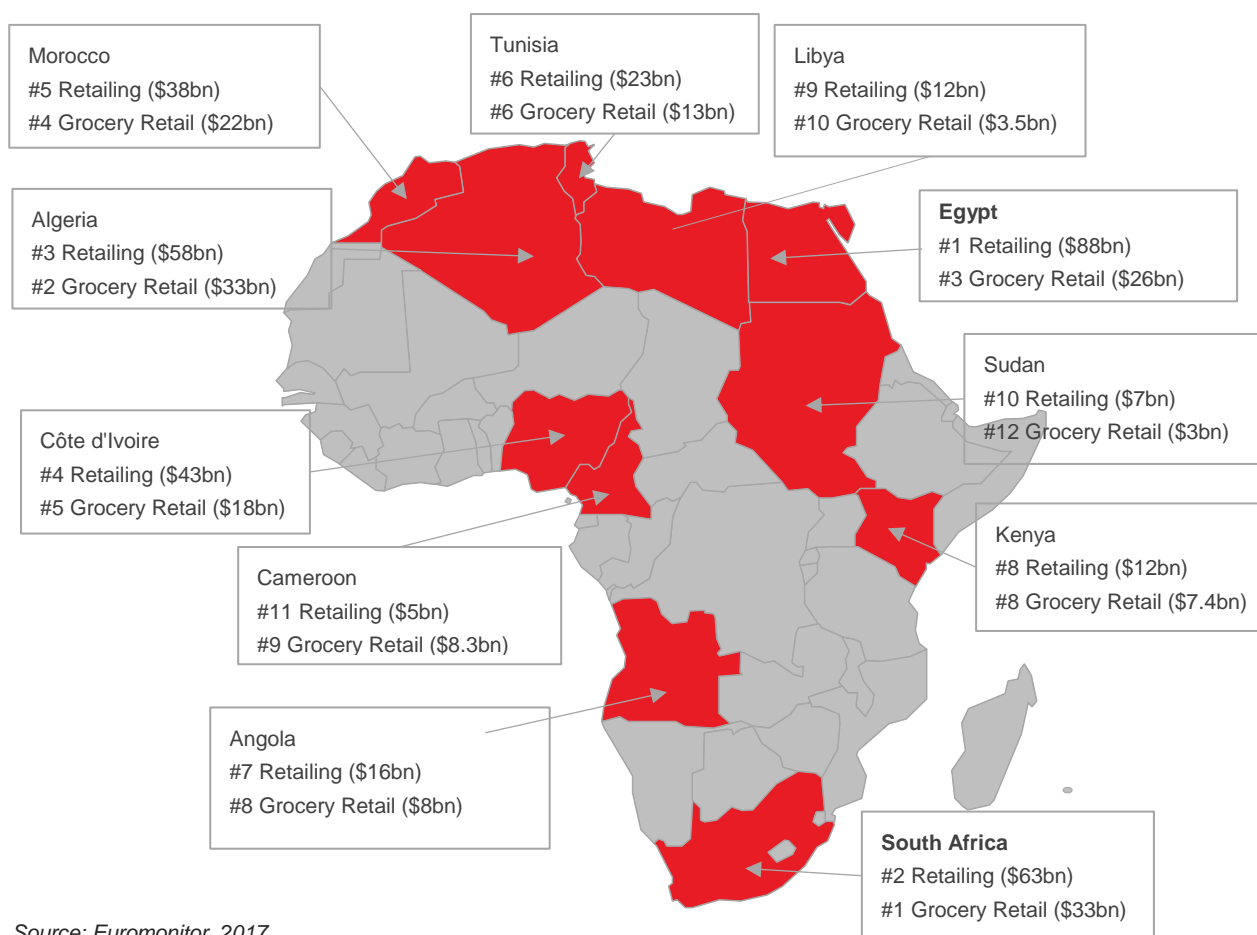 Morocco
#5 Retailing ($38bn)
#4 Grocery Retail ($22bn)
Tunisia
#6 Retailing ($23bn)
#6 Grocery Retail ($13bn)
Libya
#9 Retailing ($12bn)
#10 Grocery Retail ($3.5bn)
Algeria
#3 Retailing ($58bn)
#2 Grocery Retail ($33bn)
Egypt
#1 Retailing ($88bn)
#3 Grocery Retail ($26bn)
Sudan
#10 Retailing ($7bn)
#12 Grocery Retail ($3bn)
Côte d'Ivoire
#4 Retailing ($43bn)
#5 Grocery Retail ($18bn)
Kenya
#8 Retailing ($12bn)
#8 Grocery Retail ($7.4bn)
Cameroon
#11 Retailing ($5bn)
#9 Grocery Retail ($8.3bn)
Angola
#7 Retailing ($16bn)
#8 Grocery Retail ($8bn)
South Africa
#2 Retailing ($63bn)
#1 Grocery Retail ($33bn)
Source: Euromonitor, 2017